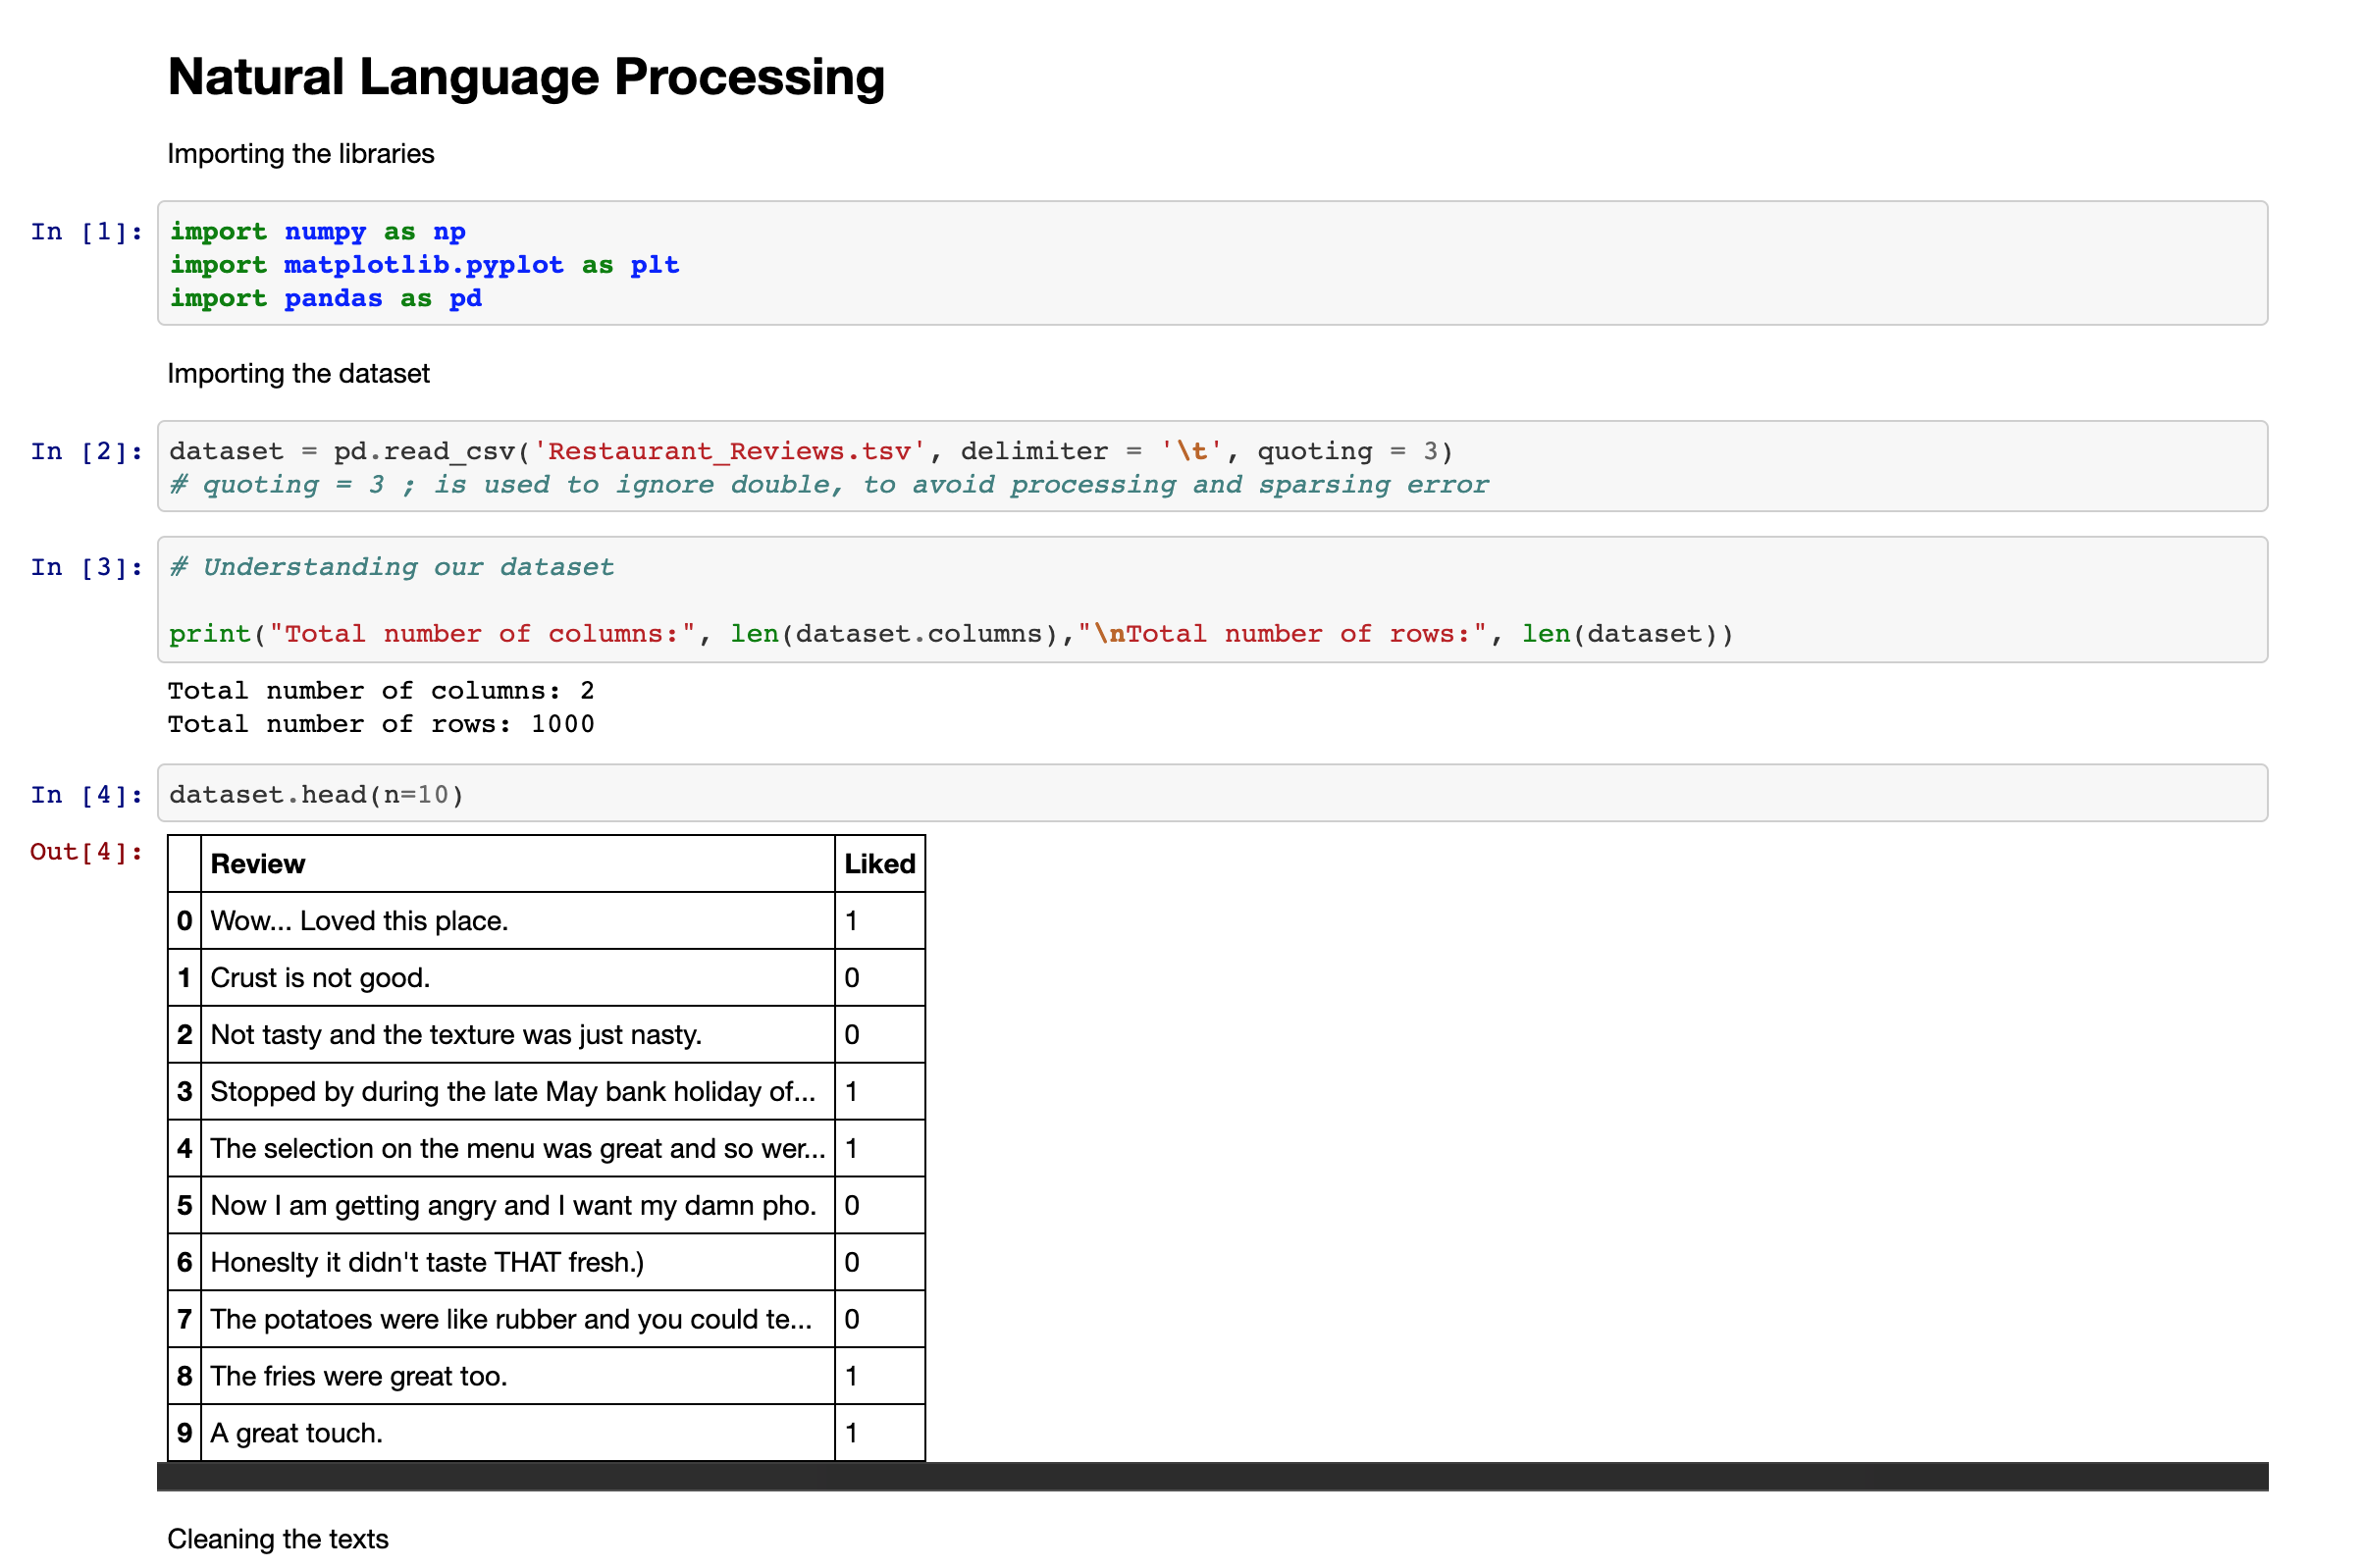 Natural Language Processing
Importing the libraries
In [1]: import numpy as np
import matplotlib.pyplot as plt
import pandas as pd
Importing the dataset
In [2]: dataset = pd.read_csv('Restaurant_Reviews.tsv', delimiter = '\t', quoting = 3)
# quoting = 3 ; is used to ignore double, to avoid processing and sparsing error
In [3]: # Understanding our dataset
print("Total number of columns:", len(dataset.columns),"\nTotal number of rows:", len(dataset))
Total number of columns: 2
Total number of rows: 1000
In [4]: dataset.head(n=10)
Out[4]:
Review Liked
0 Wow... Loved this place. 1
1 Crust is not good. 0
2 Not tasty and the texture was just nasty. 0
3 Stopped by during the late May bank holiday of... 1
4 The selection on the menu was great and so wer... 1
5 Now I am getting angry and I want my damn pho. 0
6 Honeslty it didn't taste THAT fresh.) 0
7 The potatoes were like rubber and you could te... 0
8 The fries were great too. 1
9 A great touch. 1
Cleaning the texts